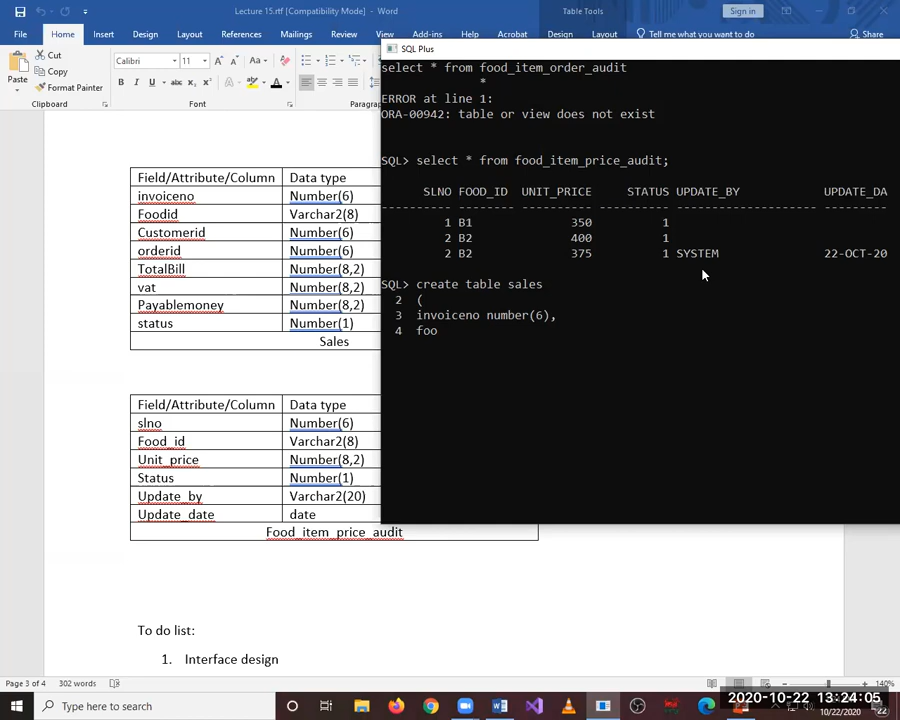 Lecture 15.rtf [Compatibility Mode] - Word
Table Tools
Sign in
File Home Insert Design Layout References Mailings Review View Add-ins Help Acrobat Design Layout Tell me what you want to do Share
Paste
Cut
Copy
Format Painter
Clipboard
Calibri 11
Font
Paragraph
Field/Attribute/Column Data type
invoiceno Number(6)
Foodid Varchar2(8)
Customerid Number(6)
orderid Number(6)
TotalBill Number(8,2)
vat Number(8,2)
Payablemoney Number(8,2)
status Number(1)
Sales
Field/Attribute/Column Data type
slno Number(6)
Food_id Varchar2(8)
Unit_price Number(8,2)
Status Number(1)
Update_by Varchar2(20)
Update_date date
Food_item_price_audit
To do list:
1. Interface design
SQL Plus
select * from food_item_order_audit
*
ERROR at line 1:
ORA-00942: table or view does not exist
SQL> select * from food_item_price_audit;
SLNO FOOD_ID UNIT_PRICE STATUS UPDATE_BY UPDATE_DA
---------- -------- ---------- ---------- -------------------- ---------
1 B1 350 1
2 B2 400 1
2 B2 375 1 SYSTEM 22-OCT-20
SQL> create table sales
2 (
3 invoiceno number(6),
4 foo
Page 3 of 4 302 words
140%
Type here to search
2020-10-22 13:24:05
10/22/2020